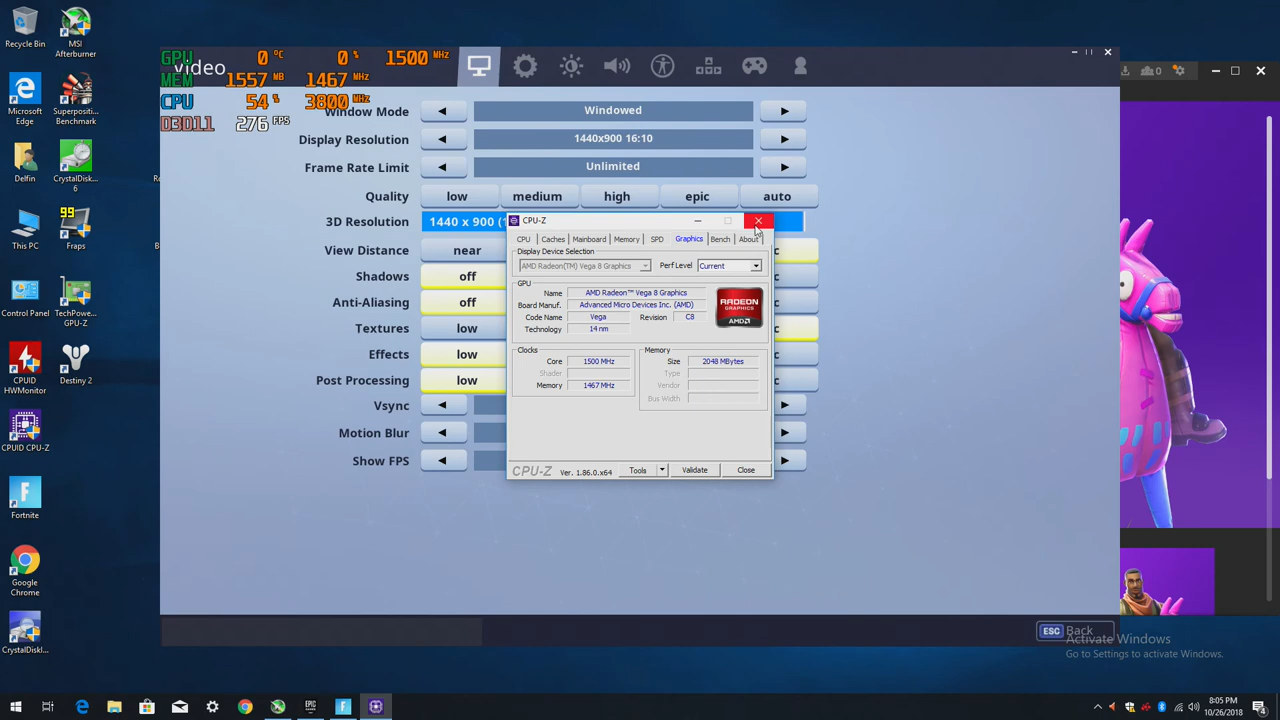 Recycle Bin
MSI
Afterburner
Microsoft
Edge
Superposition
Benchmark
Delfin
CrystalDisk...
6
This PC
99
Fraps
Control Panel
TechPowerU...
GPU-Z
CPUID
HWMonitor
Destiny 2
CPUID CPU-Z
Fortnite
Google
Chrome
CrystalDiskI...
GPU 0 °C 0 % 1500 MHz
Video
MEM 1557 MB 1467 MHz
CPU 54 % 3800 MHz
D3D11 276 FPS
Window Mode Windowed
Display Resolution 1440x900 16:10
Frame Rate Limit Unlimited
Quality low medium high epic auto
3D Resolution 1440 x 900 (1
View Distance near c
Shadows off c
Anti-Aliasing off c
Textures low c
Effects low c
Post Processing low c
Vsync
Motion Blur
Show FPS
CPU-Z
CPU Caches Mainboard Memory SPD Graphics Bench About
Display Device Selection
AMD Radeon(TM) Vega 8 Graphics Perf Level Current
GPU
Name AMD Radeon™ Vega 8 Graphics
Board Manuf. Advanced Micro Devices Inc. (AMD)
Code Name Vega Revision C8
Technology 14 nm
RADEON
GRAPHICS
AMD
Clocks
Core 1500 MHz
Shader
Memory 1467 MHz
Memory
Size 2048 MBytes
Type
Vendor
Bus Width
CPU-Z Ver. 1.86.0.x64 Tools Validate Close
0
ESC Back
Activate Windows
Go to Settings to activate Windows.
EPIC
8:05 PM
10/26/2018
4